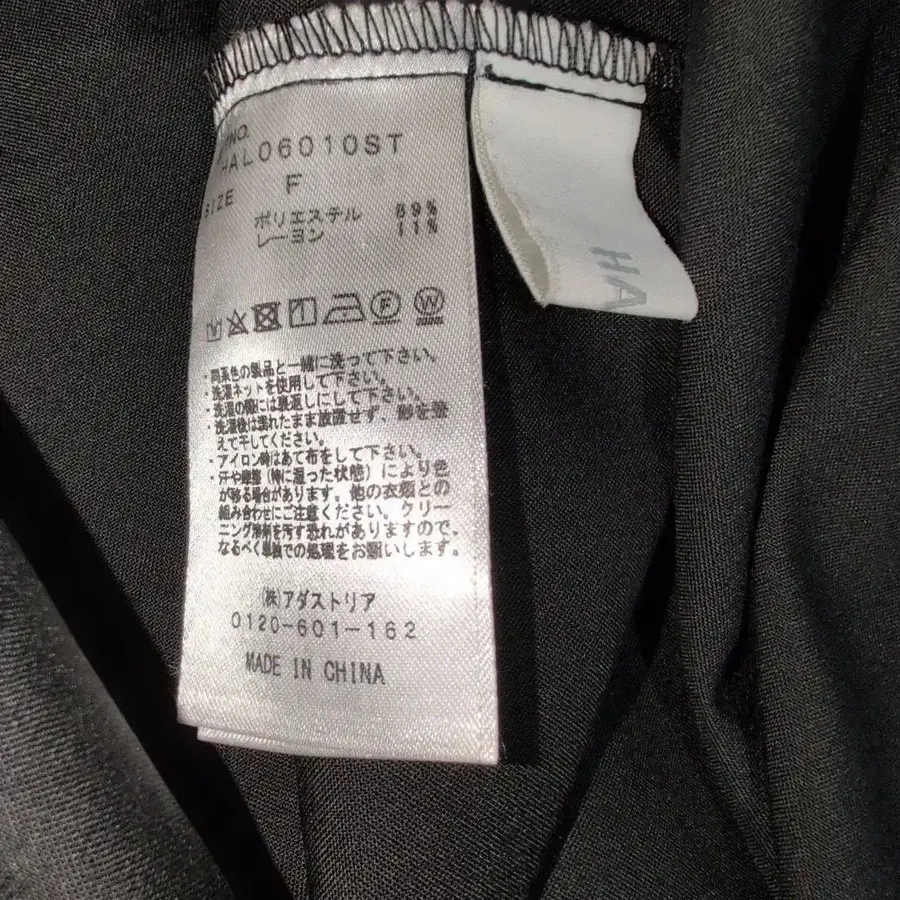 NO.
HAL06010ST
SIZE F
ポリエステル 89%
レーヨン 11%
F W
・同系色の製品と一緒に洗って下さい。
・洗濯ネットを使用して下さい。
・洗濯の際には裏返しにして下さい。
・洗濯後は濡れたまま放置せず、形を整
えて干してください。
・アイロン時はあて布をして下さい。
・汗や摩擦(特に湿った状態)により色
が移る場合があります。他の衣類との
組み合わせにご注意ください。クリー
ニング溶剤を汚す恐れがありますので、
なるべく単独での処理をお願いします。
(株)アダストリア
0120-601-162
MADE IN CHINA
HA